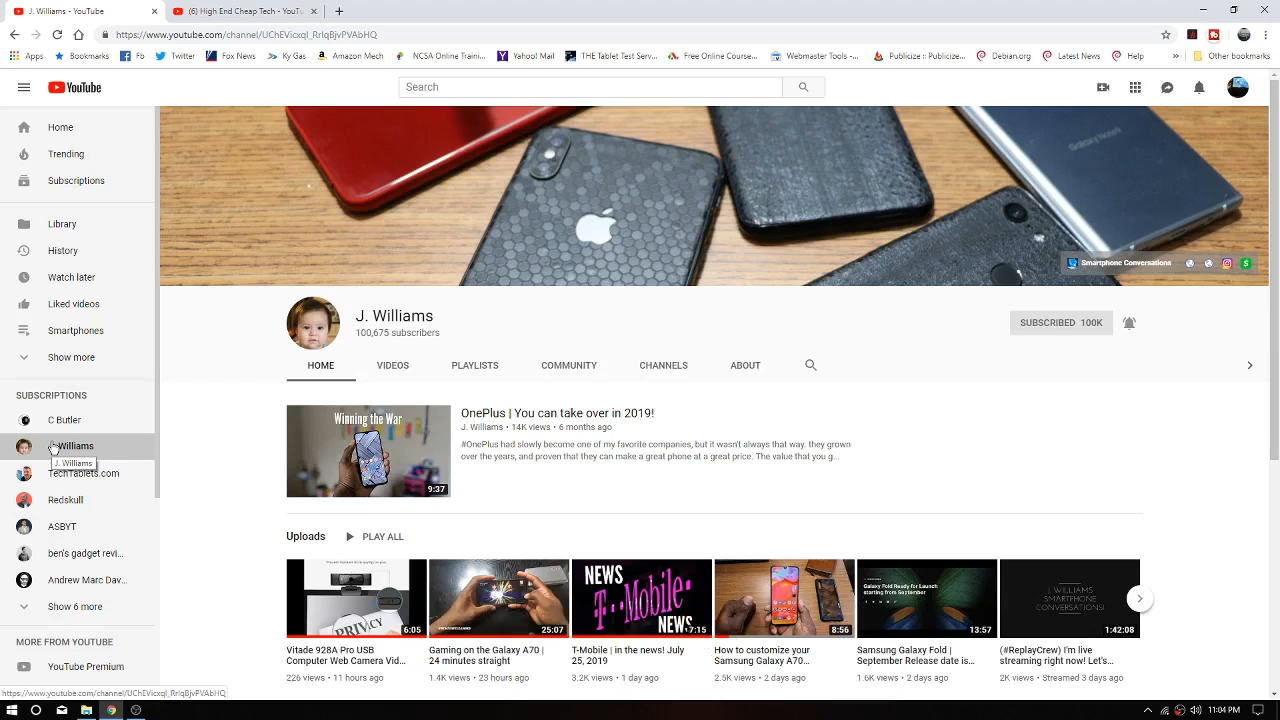 J. Williams - YouTube
(6) High End Cheap Tech - YouTu
https://www.youtube.com/channel/UChEVicxqI_RrlqBjvPVAbHQ
Apps
Bookmarks
Fb
Twitter
Fox News
Ky Gas
Amazon Mech
NCSA Online Training
Yahoo Mail
THE Tablet Test Serv...
Free Online Course...
Webmaster Tools -...
Publicize :: Publicize...
Debian.org
Latest News
Help
»
Other bookmarks
YouTube
Search
Home
Trending
Subscriptions
Library
History
Watch later
Liked videos
Smartphones
Show more
SUBSCRIPTIONS
C Butler
Williams
J. Williams
TechTablets.com
Redskull
ASBYT
ben's gadget revi...
Andrew Marc Dav...
Show 6 more
MORE FROM YOUTUBE
YouTube Premium
https://www.youtube.com/channel/UChEVicxqI_RrlqBjvPVAbHQ
Galaxy Note9
Smartphone Conversations
J. Williams
100,675 subscribers
SUBSCRIBED 100K
HOME
VIDEOS
PLAYLISTS
COMMUNITY
CHANNELS
ABOUT
Winning the War
9:37
OnePlus | You can take over in 2019!
J. Williams • 14K views • 6 months ago
#OnePlus had slowly become one of my favorite companies, but it wasn't always that way. they grown
over the years, and proven that they can make a great phone at a great price. The value that you g...
Uploads
PLAY ALL
PRIVACY
6:05
Vitade 928A Pro USB
Computer Web Camera Vid...
226 views • 11 hours ago
25:07
Gaming on the Galaxy A70 |
24 minutes straight
1.4K views • 23 hours ago
NEWS
T-Mobile
NEWS
17:15
T-Mobile | in the news! July
25, 2019
3.2K views • 1 day ago
8:56
How to customize your
Samsung Galaxy A70...
2.5K views • 2 days ago
Galaxy Fold Ready for Launch
starting from September
13:57
Samsung Galaxy Fold |
September Release date is...
1.6K views • 2 days ago
J. WILLIAMS
SMARTPHONE
CONVERSATIONS!
1:42:08
(#ReplayCrew) I'm live
streaming right now! Let's...
2K views • Streamed 3 days ago
11:04 PM